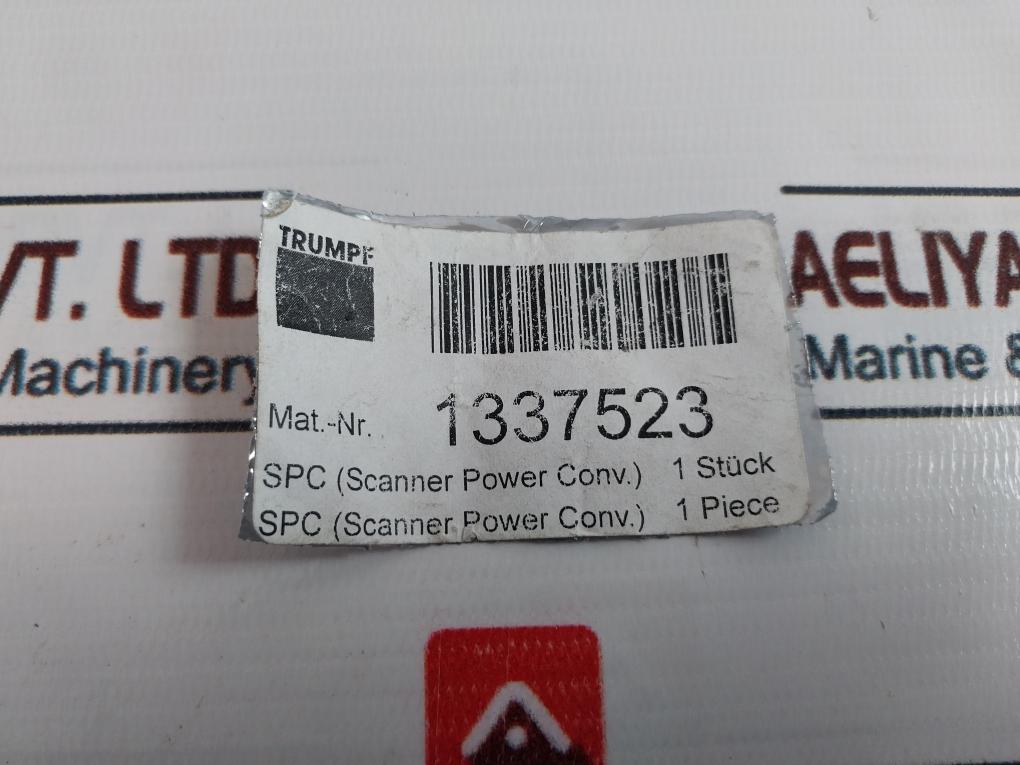 TRUMPF
Mat.-Nr. 1337523
SPC (Scanner Power Conv.) 1 Stück
SPC (Scanner Power Conv.) 1 Piece
VT. LTD
Machinery
AELIYA
Marine &